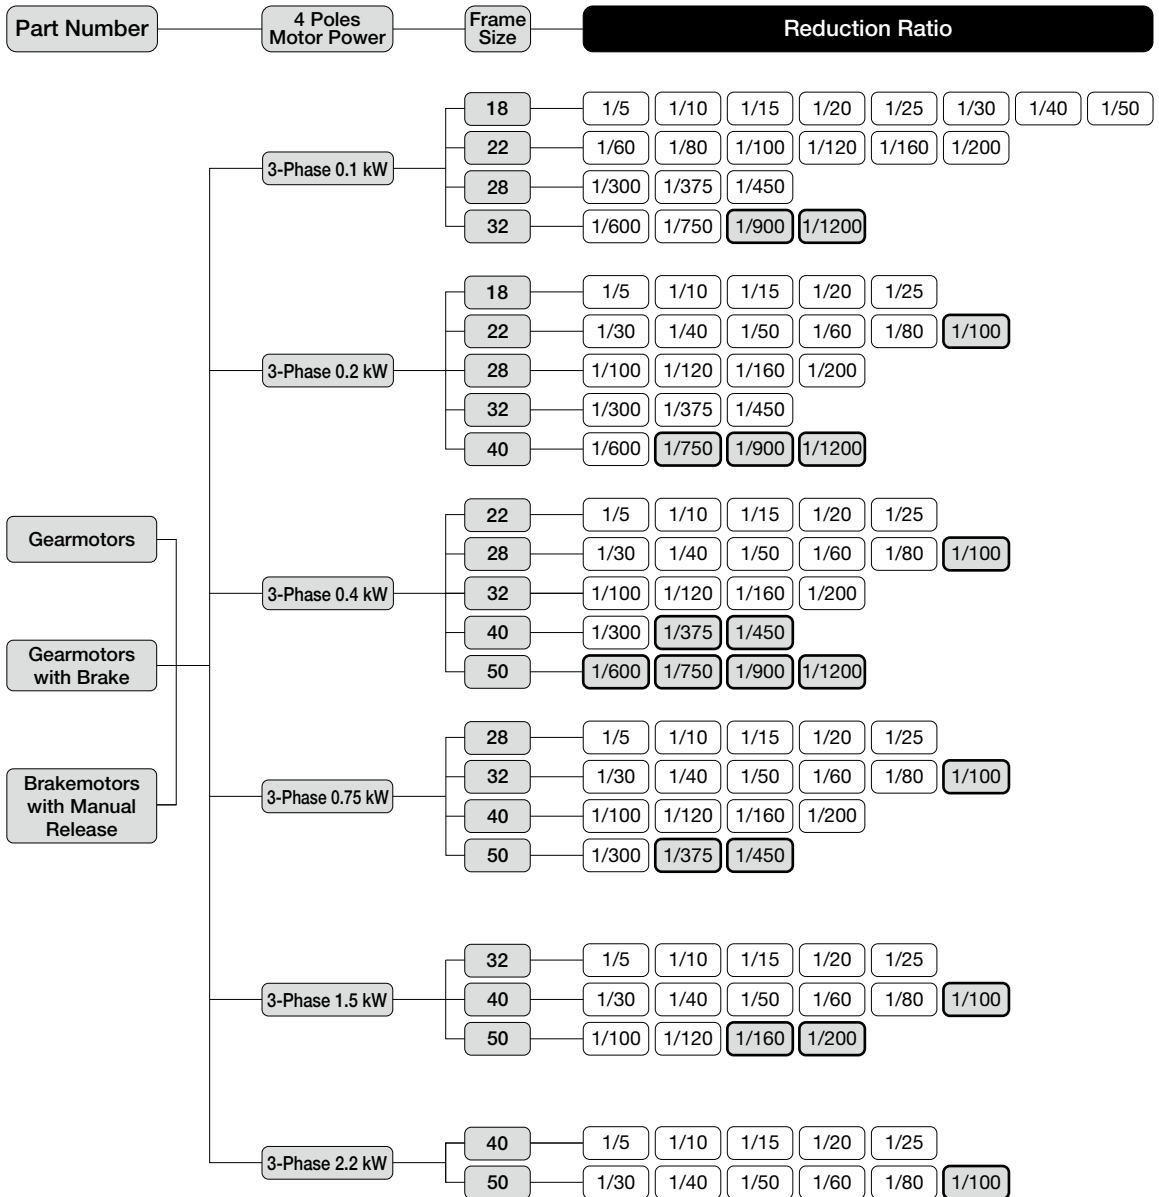 Part Number
4 Poles
Motor Power
Frame
Size
Reduction Ratio
18 1/5 1/10 1/15 1/20 1/25 1/30 1/40 1/50
22 1/60 1/80 1/100 1/120 1/160 1/200
3-Phase 0.1 kW
28 1/300 1/375 1/450
32 1/600 1/750 1/900 1/1200
18 1/5 1/10 1/15 1/20 1/25
22 1/30 1/40 1/50 1/60 1/80 1/100
3-Phase 0.2 kW 28 1/100 1/120 1/160 1/200
32 1/300 1/375 1/450
40 1/600 1/750 1/900 1/1200
22 1/5 1/10 1/15 1/20 1/25
Gearmotors
28 1/30 1/40 1/50 1/60 1/80 1/100
3-Phase 0.4 kW 32 1/100 1/120 1/160 1/200
40 1/300 1/375 1/450
Gearmotors
with Brake
50 1/600 1/750 1/900 1/1200
28 1/5 1/10 1/15 1/20 1/25
32 1/30 1/40 1/50 1/60 1/80 1/100
Brakemotors
with Manual
Release
3-Phase 0.75 kW
40 1/100 1/120 1/160 1/200
50 1/300 1/375 1/450
32 1/5 1/10 1/15 1/20 1/25
3-Phase 1.5 kW 40 1/30 1/40 1/50 1/60 1/80 1/100
50 1/100 1/120 1/160 1/200
40 1/5 1/10 1/15 1/20 1/25
3-Phase 2.2 kW
50 1/30 1/40 1/50 1/60 1/80 1/100